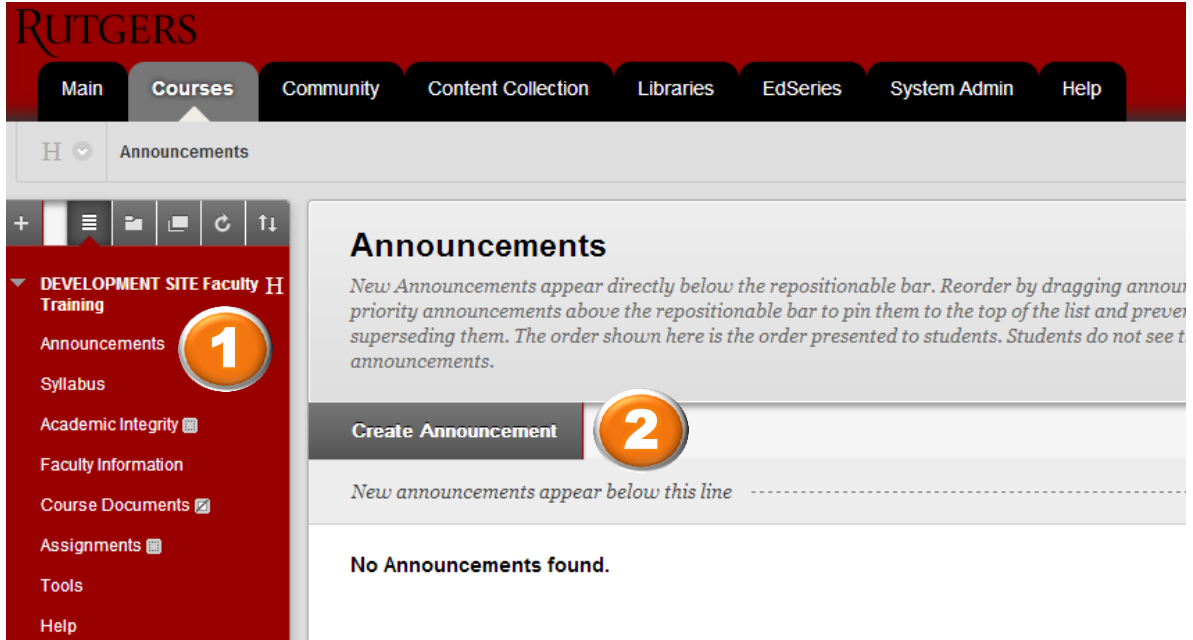 RUTGERS
Main Courses Community Content Collection Libraries EdSeries System Admin Help
H Announcements
DEVELOPMENT SITE Faculty H
Training
Announcements
1
Syllabus
Academic Integrity
Faculty Information
Course Documents
Assignments
Tools
Help
Announcements
New Announcements appear directly below the repositionable bar. Reorder by dragging
priority announcements above the repositionable bar to pin them to the top of the list and
superseding them. The order shown here is the order presented to students. Students do not see
announcements.
Create Announcement
2
New announcements appear below this line
No Announcements found.